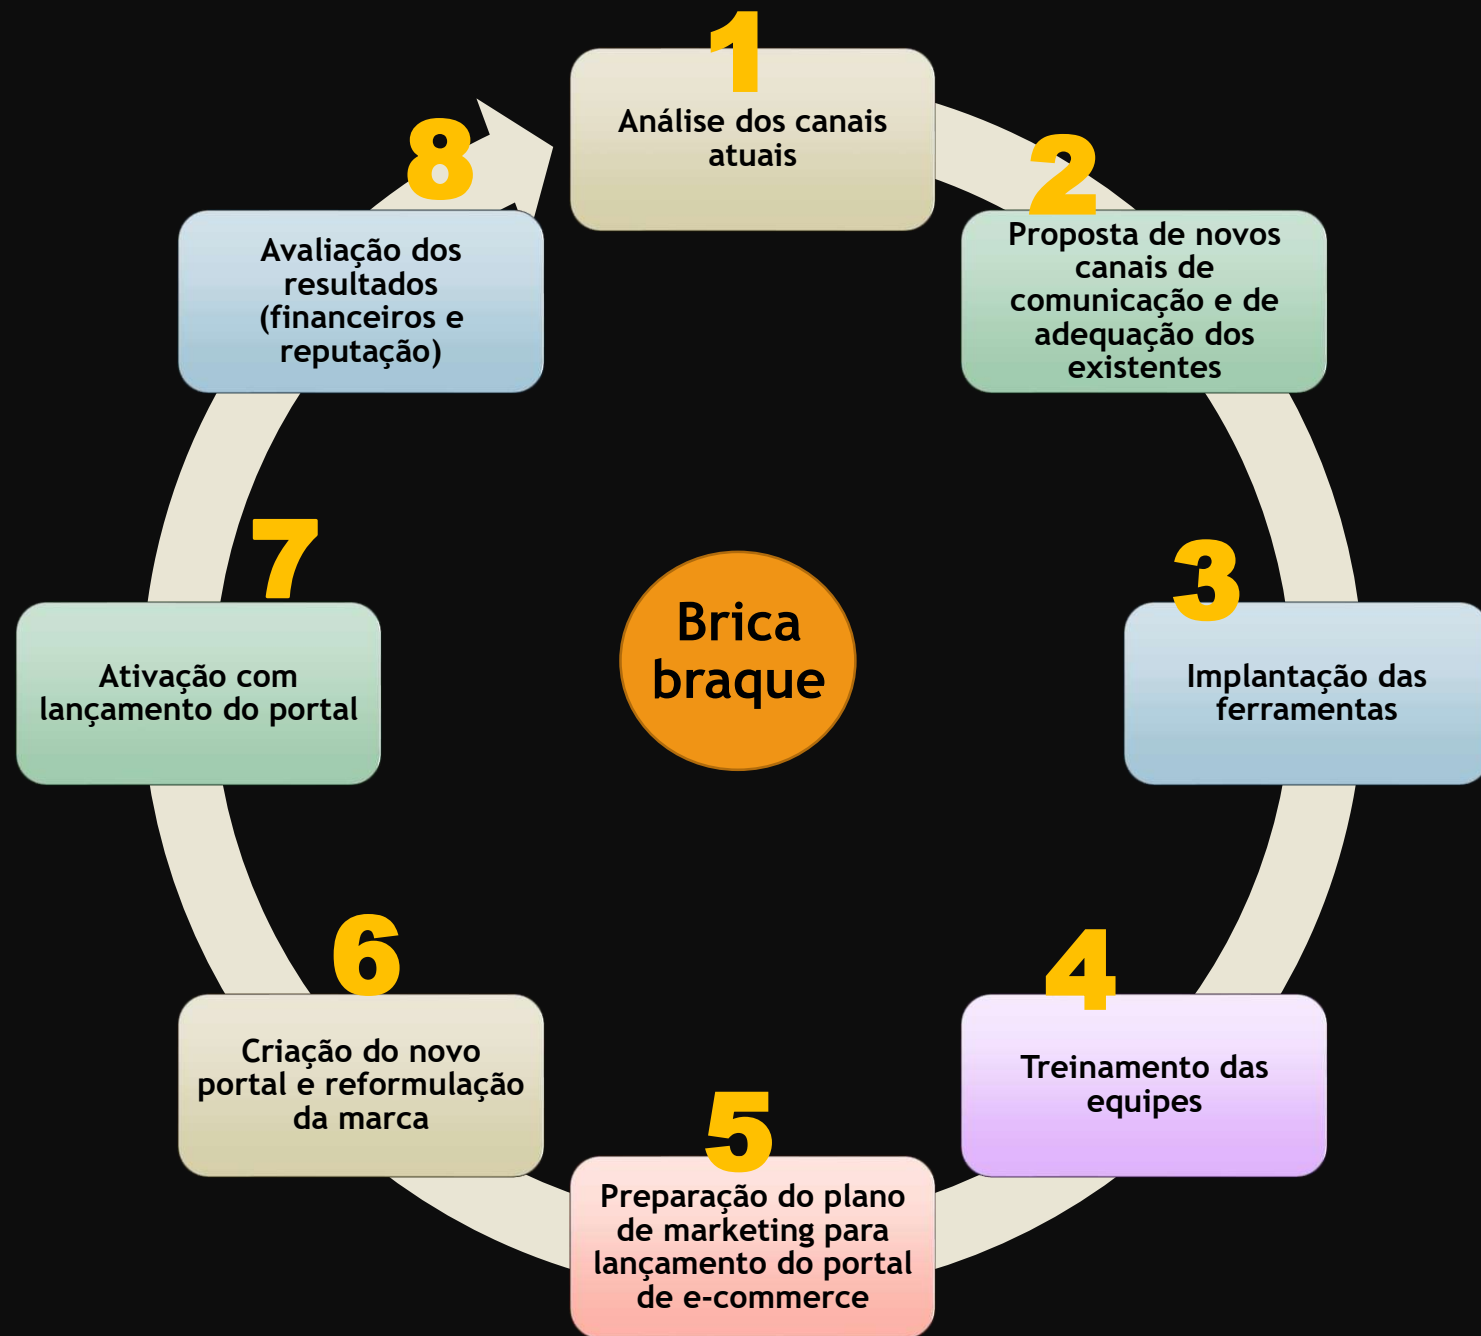 1
Análise dos canais
atuais
2
Proposta de novos
canais de
comunicação e de
adequação dos
existentes
3
Implantação das
ferramentas
4
Treinamento das
equipes
5
Preparação do plano
de marketing para
lançamento do portal
de e-commerce
6
Criação do novo
portal e reformulação
da marca
7
Ativação com
lançamento do portal
8
Avaliação dos
resultados
(financeiros e
reputação)
Brica
braque